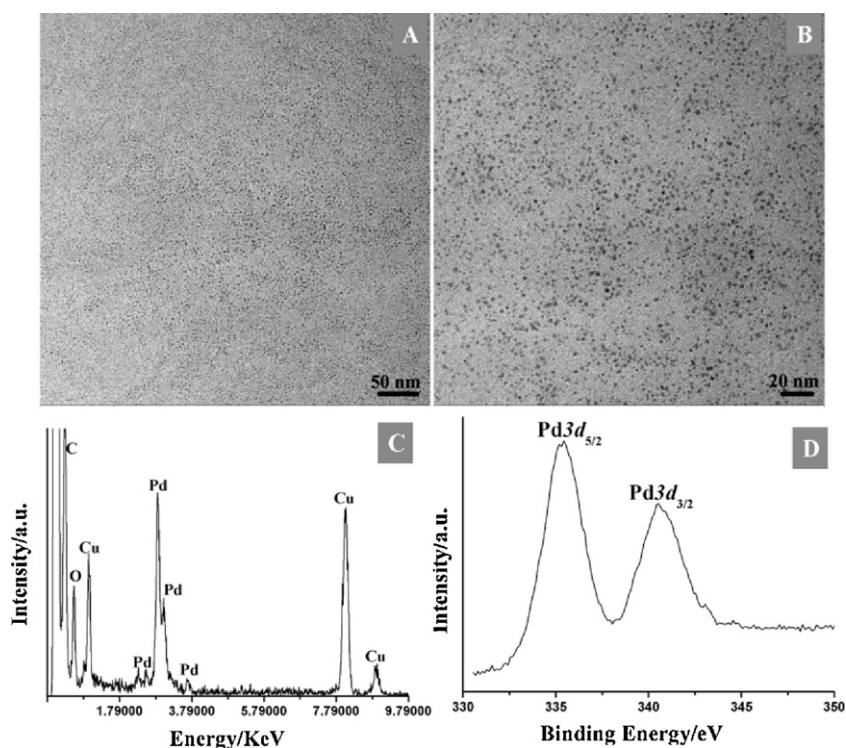 A
B
50 nm
20 nm
C
C
Pd
Cu
Cu
O
Pd
Pd
Pd
Cu
1.79000 3.79000 5.79000 7.79000 9.79000
Energy/KeV
Intensity/a.u.
Pd3d5/2
D
Pd3d3/2
330 335 340 345 350
Binding Energy/eV
Intensity/a.u.